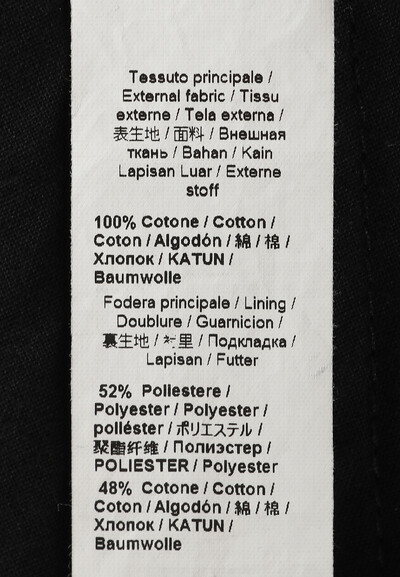 Tessuto principale /
External fabric / Tissu
externe / Tela externa /
表生地 / 面料 / Внешная
ткань / Bahan / Kain
Lapisan Luar / Externe
stoff
100% Cotone / Cotton /
Coton / Algodón / 綿 / 棉 /
Хлопок / KATUN /
Baumwolle
Fodera principale / Lining /
Doublure / Guarnicion /
裏生地 / 衬里 / Подкладка /
Lapisan / Futter
52% Poliestere /
Polyester / Polyester /
poliéster / ポリエステル /
聚酯纤维 / Полиэстер /
POLIESTER / Polyester
48% Cotone / Cotton /
Coton / Algodón / 綿 / 棉 /
Хлопок / KATUN /
Baumwolle